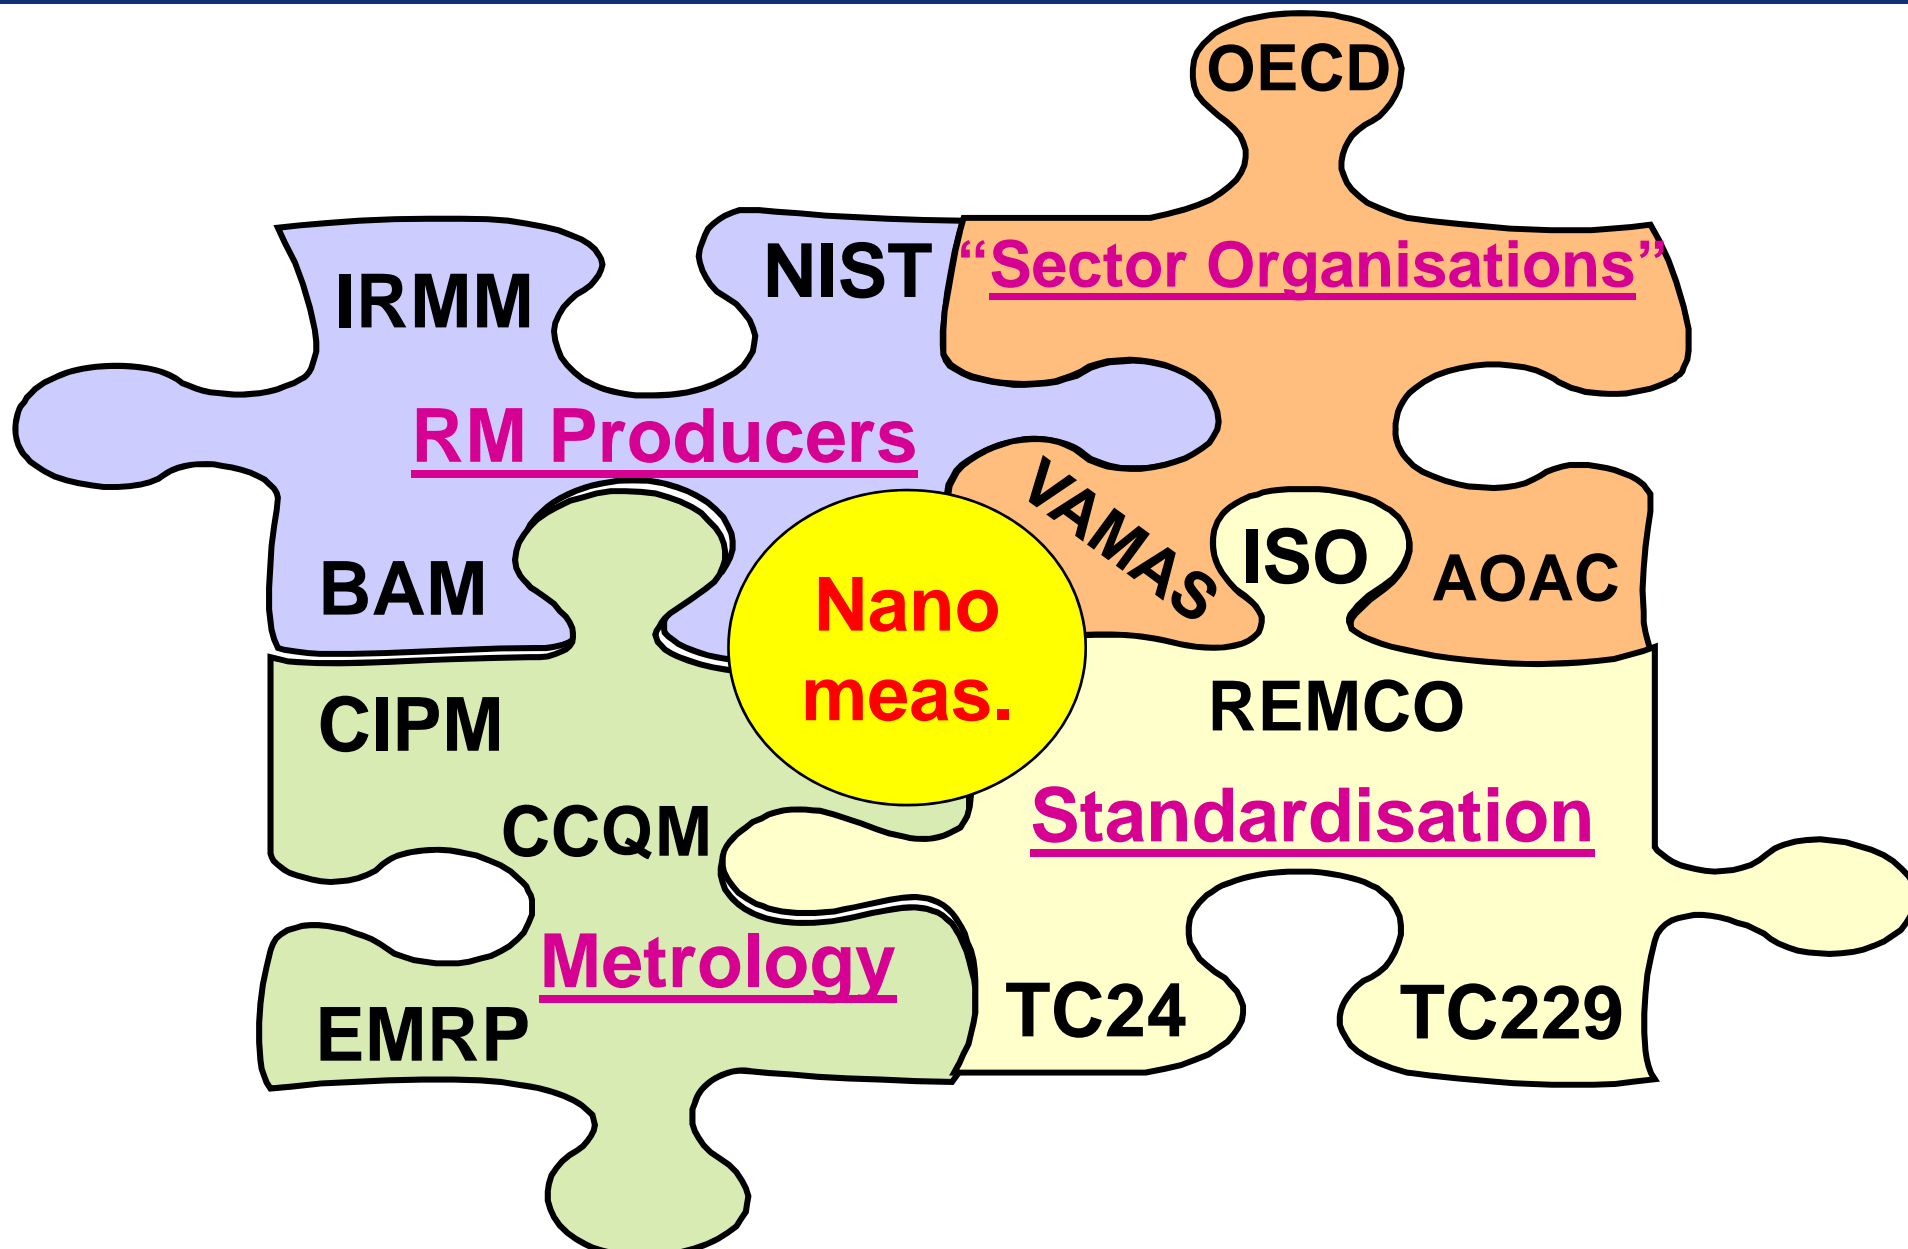 OECD
IRMM
NIST
“Sector Organisations”
RM Producers
VAMAS
ISO
AOAC
BAM
Nano
meas.
CIPM
REMCO
CCQM
Standardisation
Metrology
EMRP
TC24
TC229